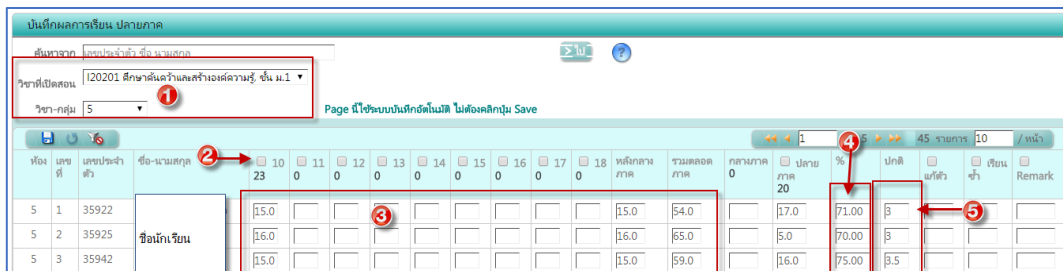 บันทึกผลการเรียน ปลายภาค
ค้นหาจาก เลขประจำตัว ชื่อ นามสกุล > ไป ?
วิชาที่เปิดสอน I20201 ศึกษาค้นคว้าและสร้างองค์ความรู้, ชั้น ม.1
1
วิชา-กลุ่ม 5 Page นี้ใช้ระบบบันทึกอัตโนมัติ ไม่ต้องคลิกปุ่ม Save
1 4 5 45 รายการ 10 / หน้า
ห้อง เลขที่ เลขประจำตัว ชื่อ-นามสกุล 2 10 11 12 13 14 15 16 17 18 หลังกลางภาค รวมตลอดภาค กลางภาค ปลายภาค % ปกติ แก้ตัว เรียนซ้ำ Remark
23 0 0 0 0 0 0 0 0 0 20
5 1 35922 15.0 3 15.0 54.0 17.0 71.00 3 5
5 2 35925 ชื่อนักเรียน 16.0 16.0 65.0 5.0 70.00 3
5 3 35942 15.0 15.0 59.0 16.0 75.00 3.5